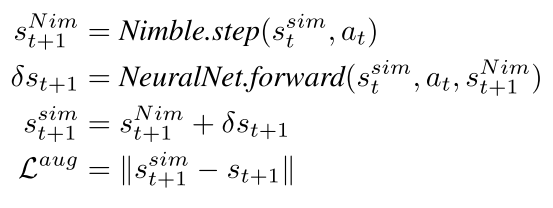 s_{t+1}^{Nim} = Nimble.step(s_t^{sim}, a_t)
δs_{t+1} = NeuralNet.forward(s_t^{sim}, a_t, s_{t+1}^{Nim})
s_{t+1}^{sim} = s_{t+1}^{Nim} + δs_{t+1}
ℒ^{aug} = ‖s_{t+1}^{sim} − s_{t+1}‖